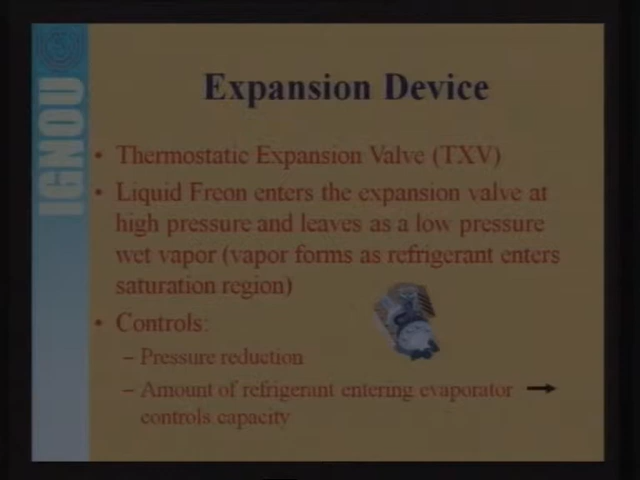 IGNOU
Expansion Device
• Thermostatic Expansion Valve (TXV)
• Liquid Freon enters the expansion valve at
high pressure and leaves as a low pressure
wet vapor (vapor forms as refrigerant enters
saturation region)
• Controls:
– Pressure reduction
– Amount of refrigerant entering evaporator →
controls capacity